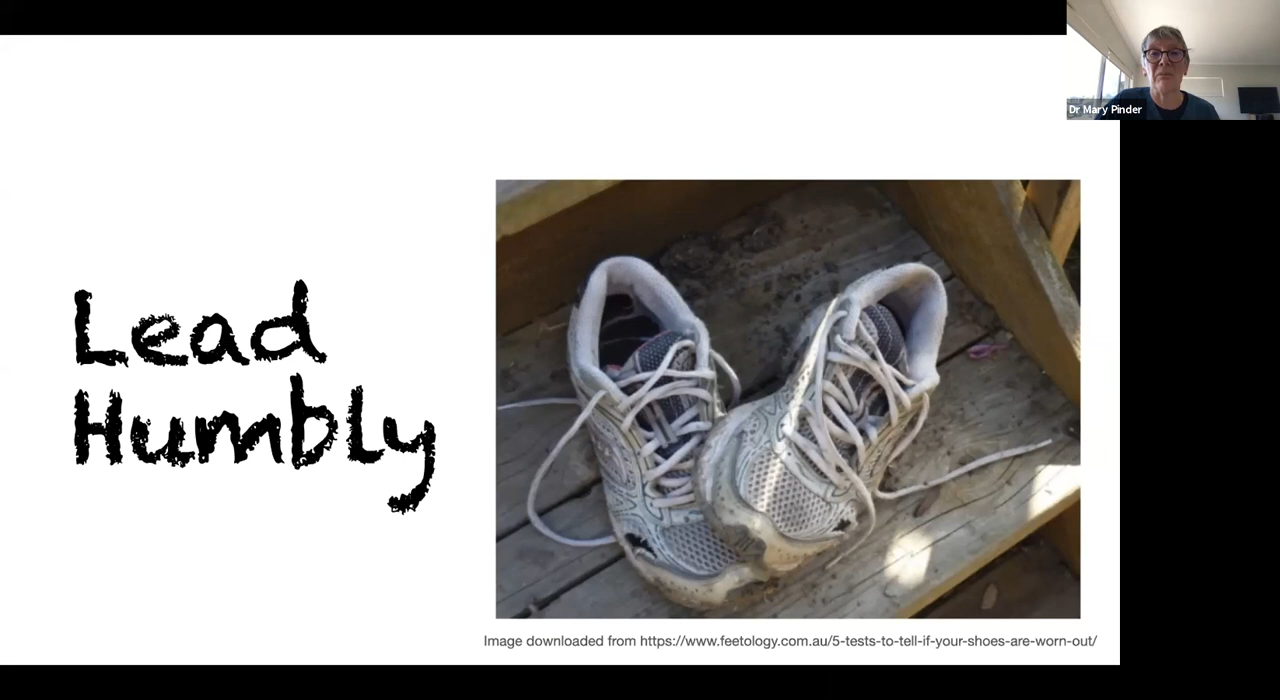 Dr Mary Pinder
Lead
Humbly
Image downloaded from https://www.feetology.com.au/5-tests-to-tell-if-your-shoes-are-worn-out/